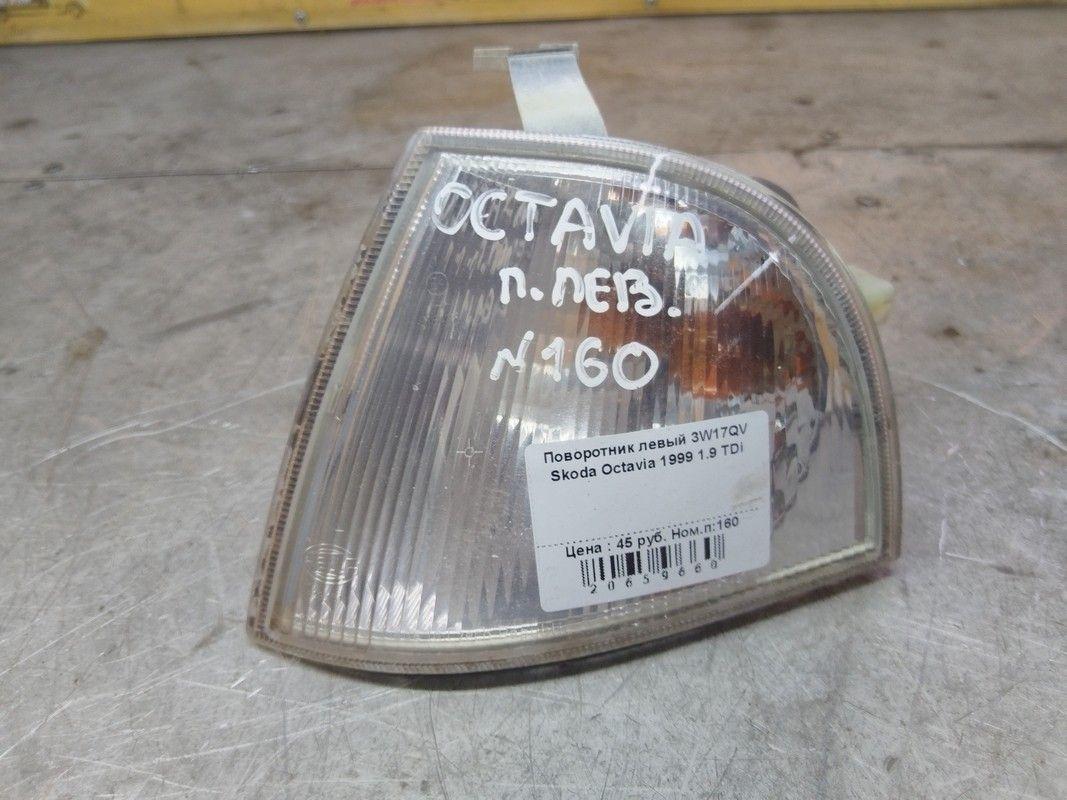 OCTAVIA
П.ЛЕВ.
N160
Поворотник левый 3W17QV
Skoda Octavia 1999 1.9 TDi
Цена : 45 руб. Ном.п:160
20659660